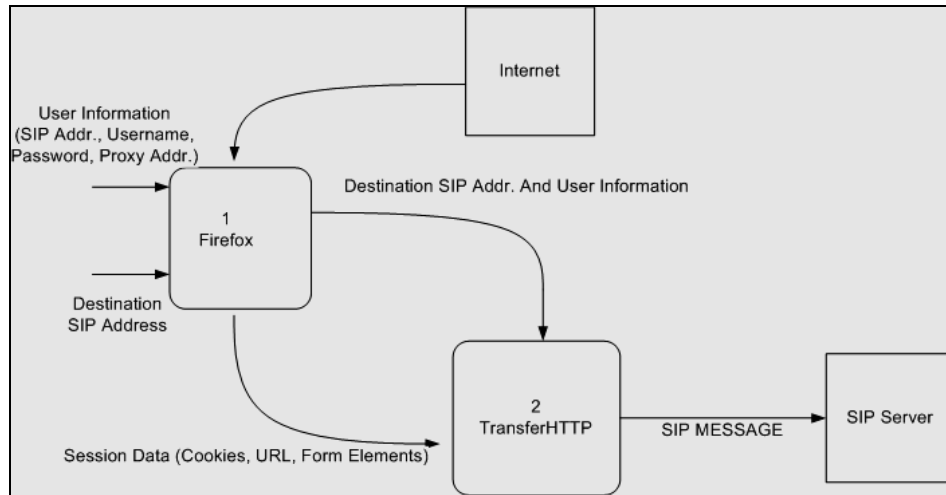 Internet
User Information
(SIP Addr., Username,
Password, Proxy Addr.)
Destination SIP Addr. And User Information
1
Firefox
Destination
SIP Address
2
TransferHTTP
SIP MESSAGE
SIP Server
Session Data (Cookies, URL, Form Elements)